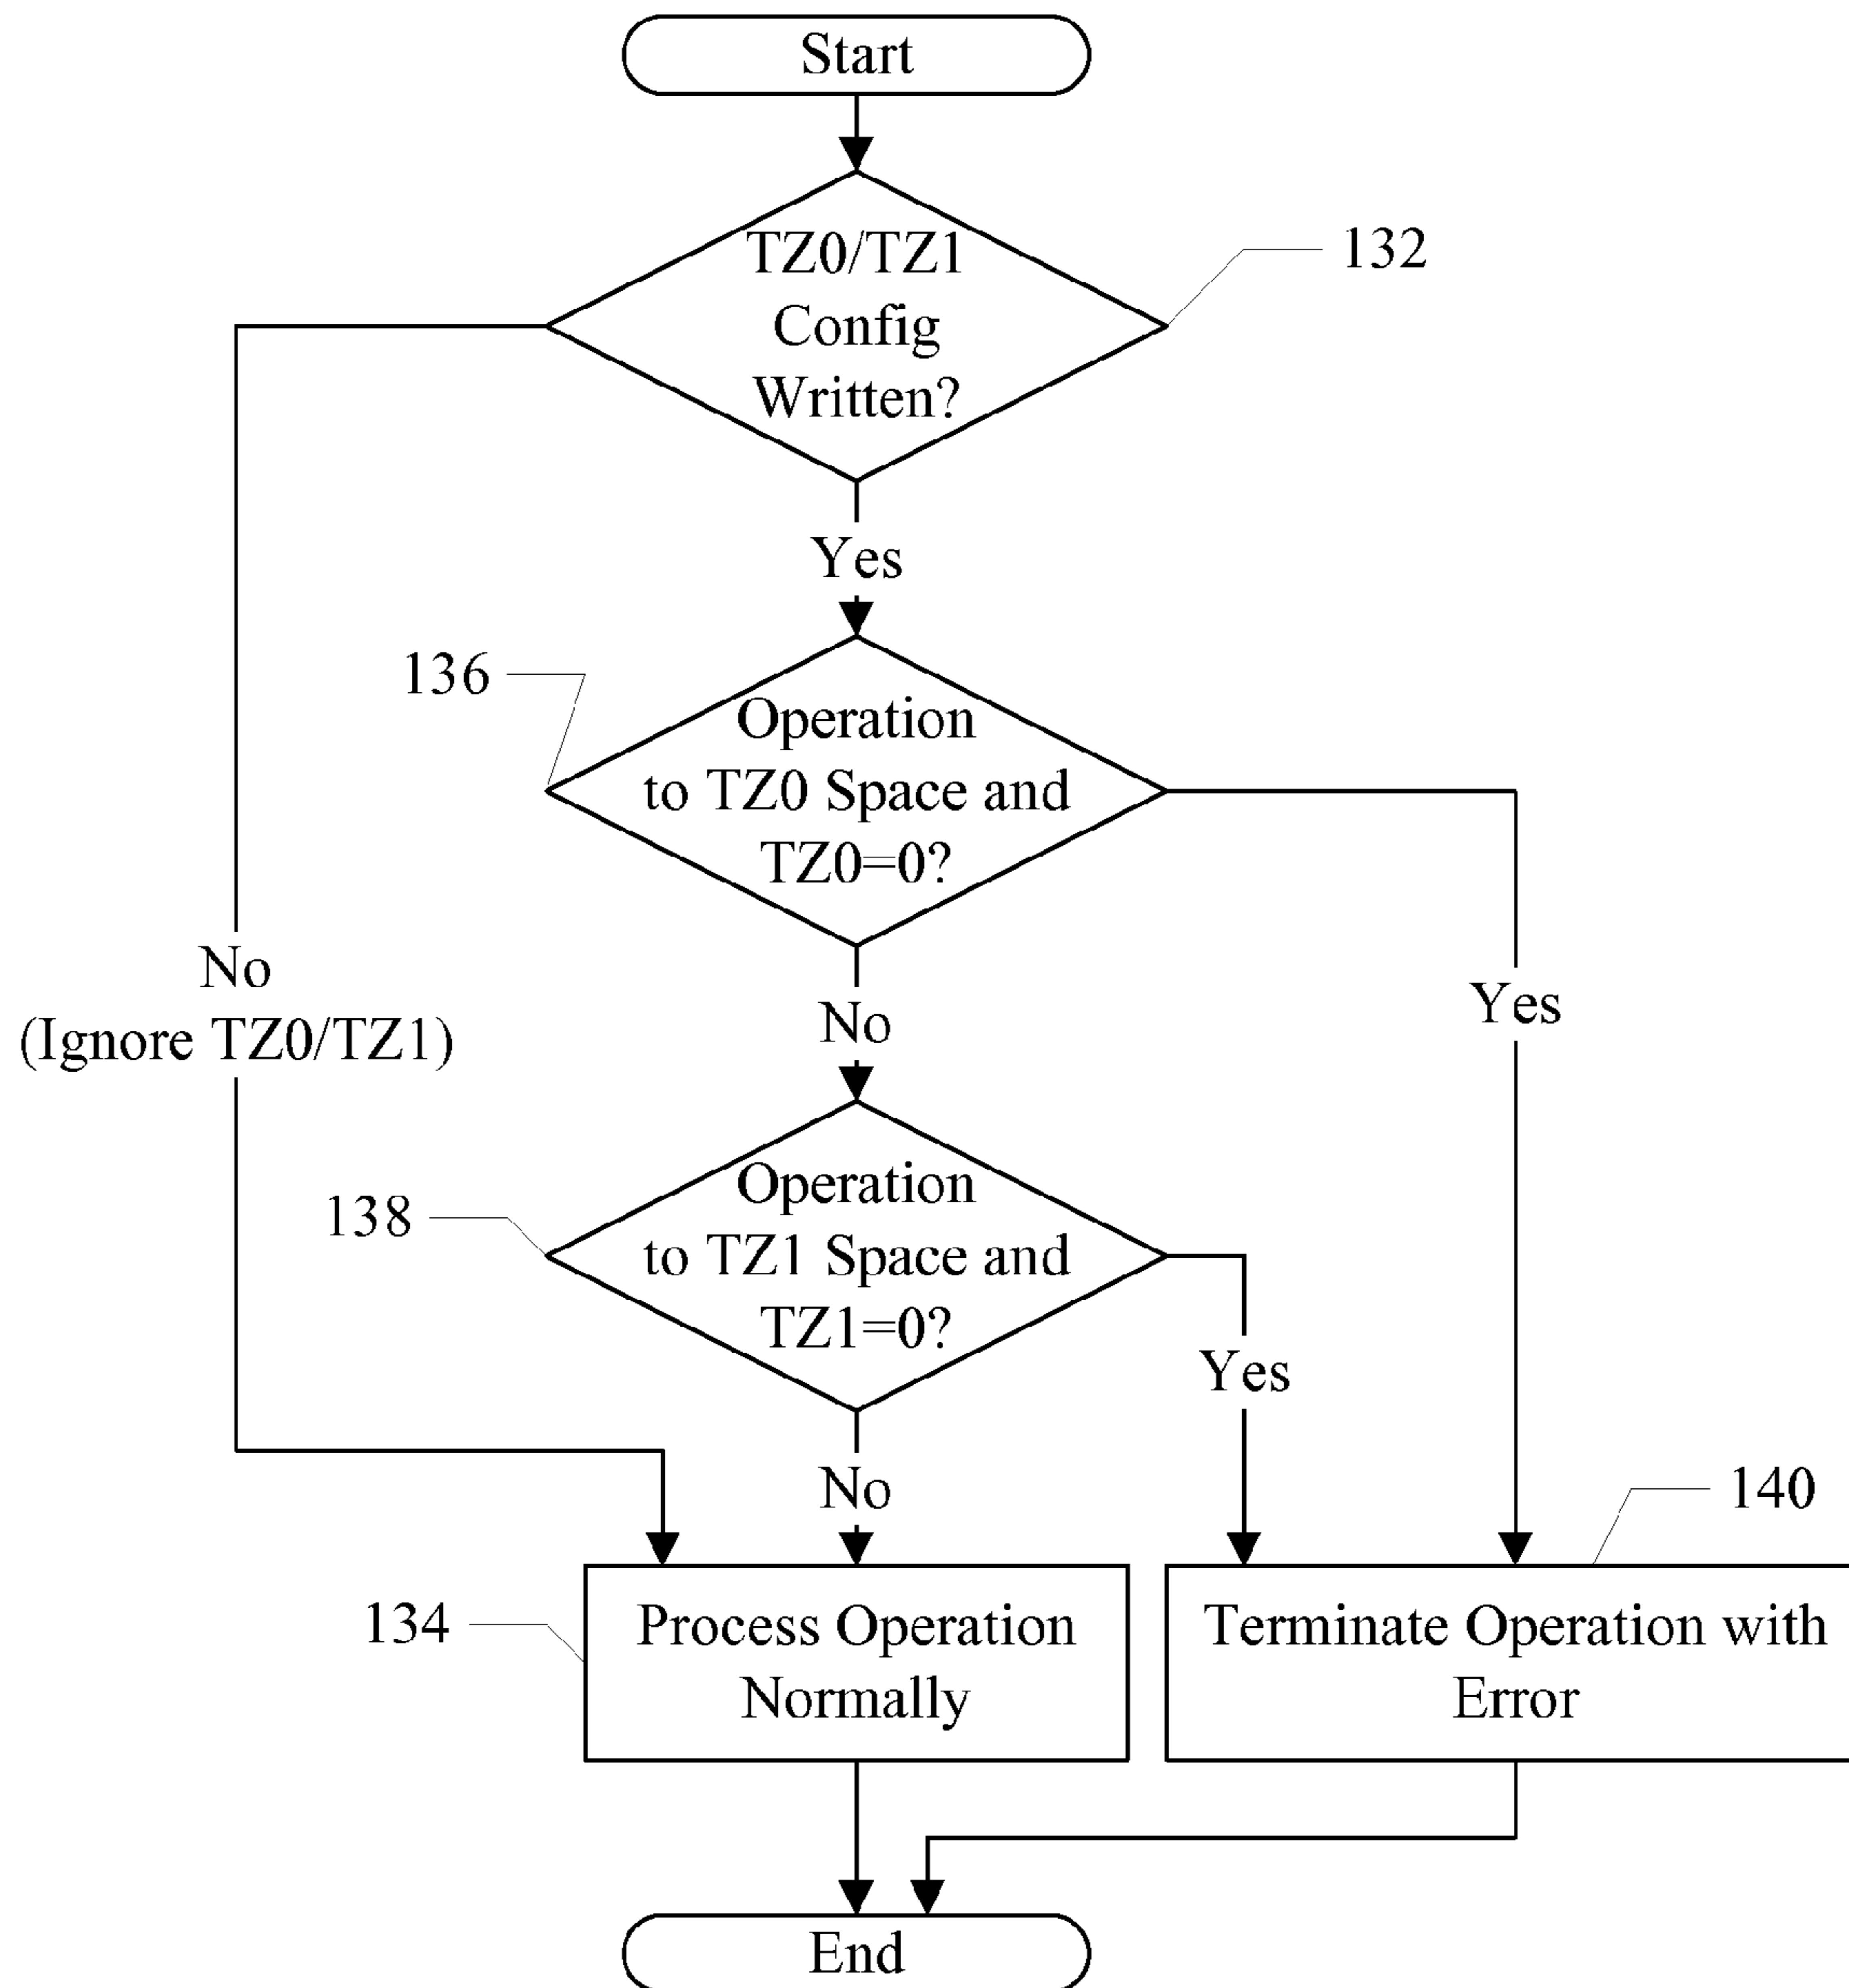 Start
TZ0/TZ1
Config
Written?
132
Yes
136
Operation
to TZ0 Space and
TZ0=0?
No
(Ignore TZ0/TZ1)
No
Yes
138
Operation
to TZ1 Space and
TZ1=0?
Yes
No
140
134
Process Operation
Normally
Terminate Operation with
Error
End